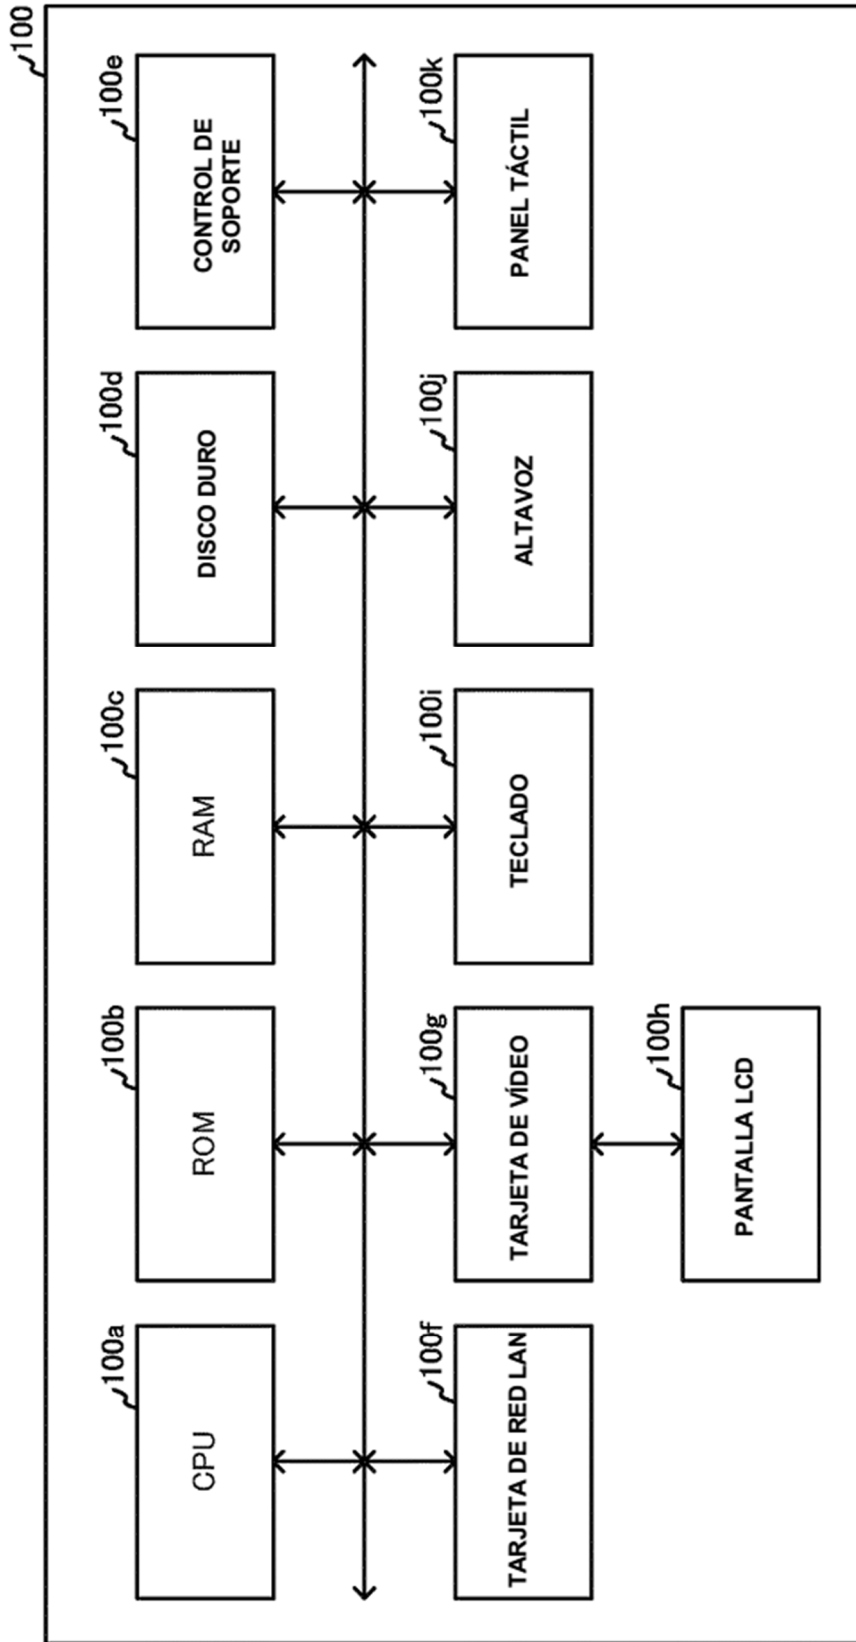 100
100a
CPU
100b
ROM
100c
RAM
100d
DISCO DURO
100e
CONTROL DE
SOPORTE
100f
TARJETA DE RED LAN
100g
TARJETA DE VÍDEO
100i
TECLADO
100j
ALTAVOZ
100k
PANEL TÁCTIL
100h
PANTALLA LCD